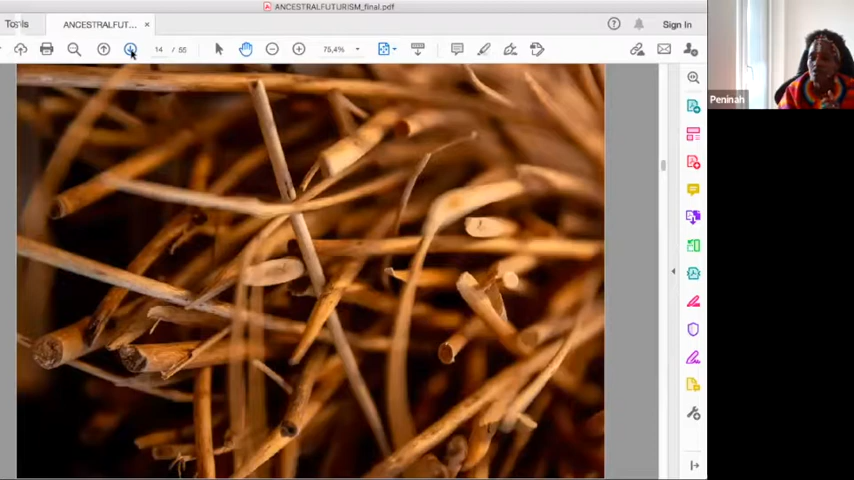 ANCESTRALFUTURISM_final.pdf
Tools
ANCESTRALFUT...
Sign In
14 / 55
75,4%
Peninah